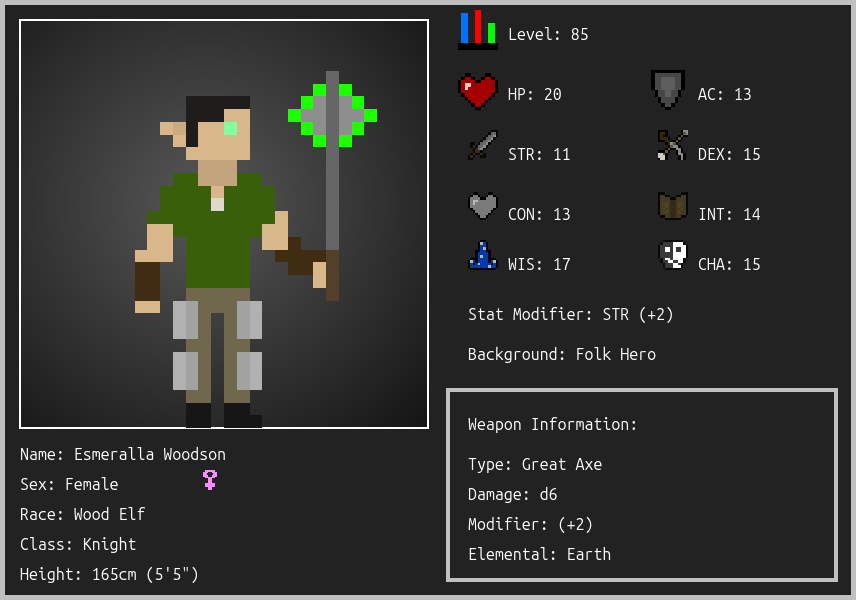 Level: 85
HP: 20
AC: 13
STR: 11
DEX: 15
CON: 13
INT: 14
WIS: 17
CHA: 15
Stat Modifier: STR (+2)
Background: Folk Hero
Weapon Information:
Type: Great Axe
Damage: d6
Modifier: (+2)
Elemental: Earth
Name: Esmeralla Woodson
Sex: Female
Race: Wood Elf
Class: Knight
Height: 165cm (5'5")